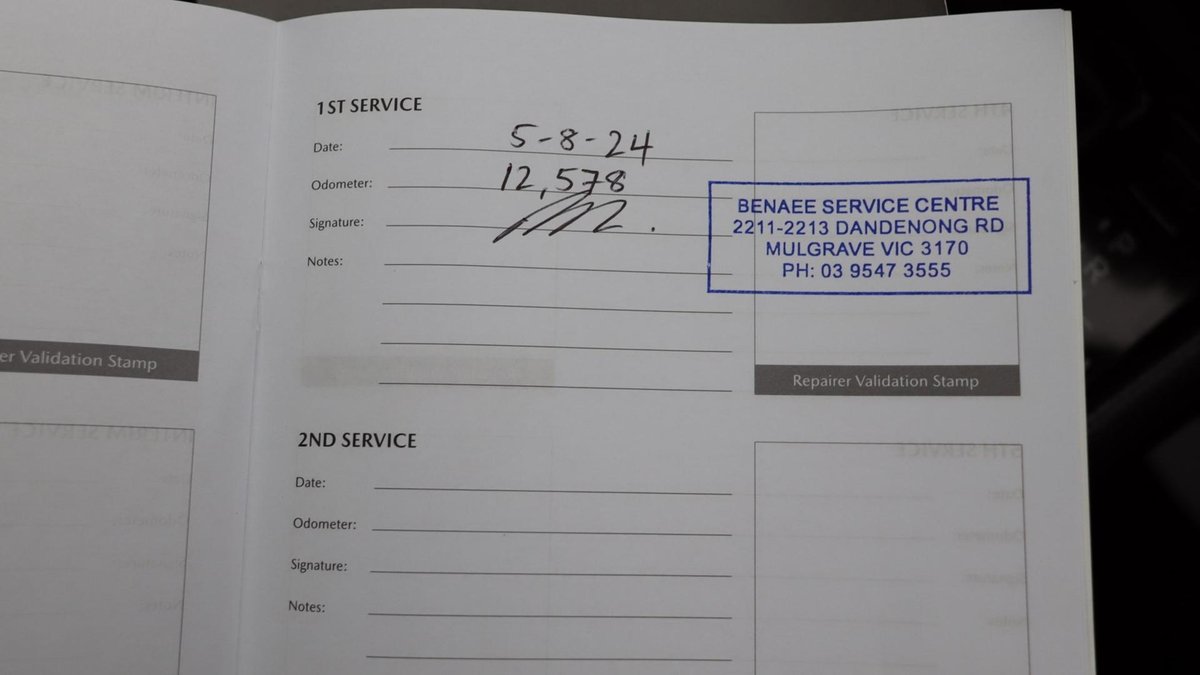 er Validation Stamp
1ST SERVICE
Date: 5-8-24
Odometer: 12,578
Signature:
Notes:
BENAEE SERVICE CENTRE
2211-2213 DANDENONG RD
MULGRAVE VIC 3170
PH: 03 9547 3555
Repairer Validation Stamp
2ND SERVICE
Date:
Odometer:
Signature:
Notes: